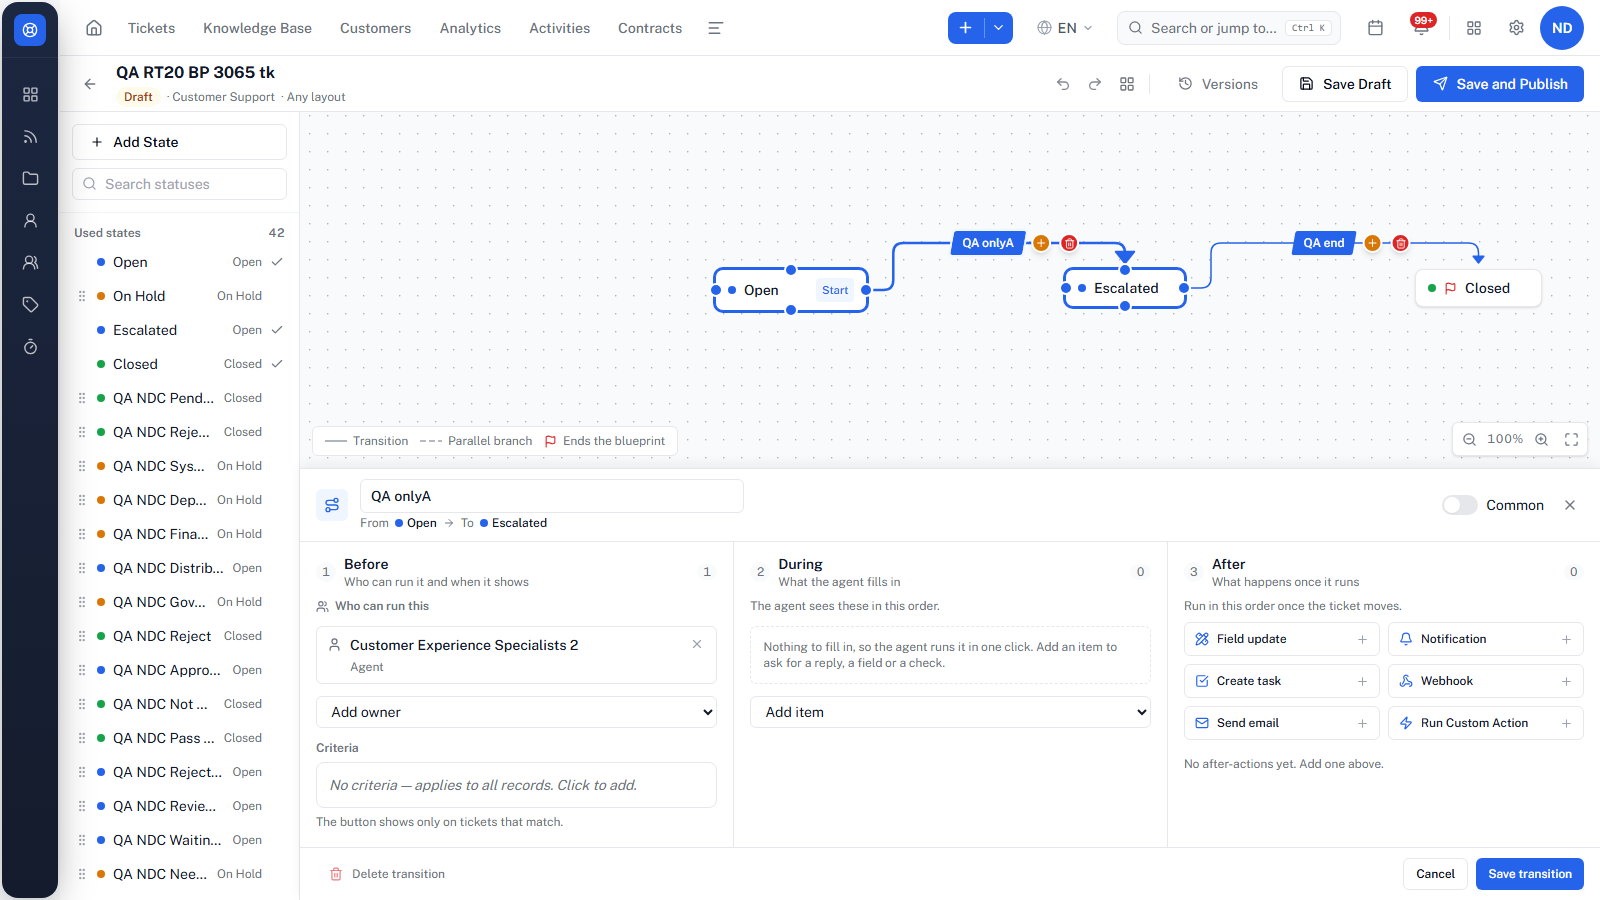 Tickets
Knowledge Base
Customers
Analytics
Activities
Contracts
EN
Search or jump to...
Ctrl K
99+
ND
QA RT20 BP 3065 tk
Draft · Customer Support · Any layout
Versions
Save Draft
Save and Publish
Add State
Search statuses
Used states 42
Open Open
On Hold On Hold
Escalated Open
Closed Closed
QA NDC Pend... Closed
QA NDC Reje... Closed
QA NDC Sys... On Hold
QA NDC Dep... On Hold
QA NDC Fina... On Hold
QA NDC Distrib... Open
QA NDC Gov... On Hold
QA NDC Reject Closed
QA NDC Appro... Open
QA NDC Not ... Closed
QA NDC Pass ... Closed
QA NDC Reject... Open
QA NDC Revie... Open
QA NDC Waitin... Open
QA NDC Nee... On Hold
QA onlyA
QA end
Open Start
Escalated
Closed
Transition
Parallel branch
Ends the blueprint
100%
QA onlyA
From Open → To Escalated
Common
1 Before 1
Who can run it and when it shows
Who can run this
Customer Experience Specialists 2
Agent
Add owner
Criteria
No criteria — applies to all records. Click to add.
The button shows only on tickets that match.
2 During 0
What the agent fills in
The agent sees these in this order.
Nothing to fill in, so the agent runs it in one click. Add an item to
ask for a reply, a field or a check.
Add item
3 After 0
What happens once it runs
Run in this order once the ticket moves.
Field update
Notification
Create task
Webhook
Send email
Run Custom Action
No after-actions yet. Add one above.
Delete transition
Cancel
Save transition